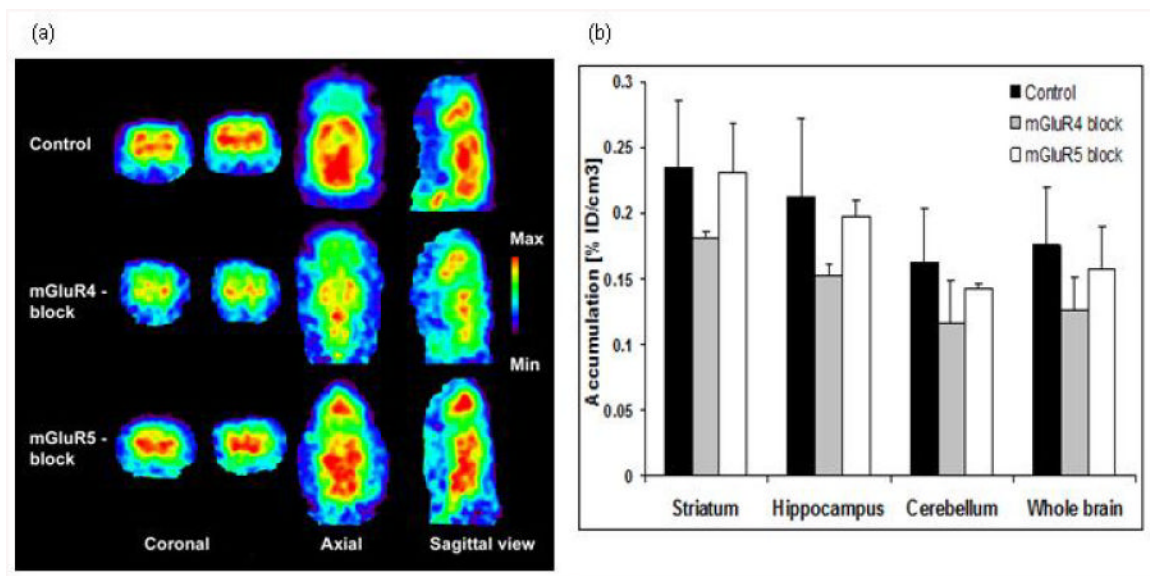 (a)
(b)
Control
mGluR4 -
block
mGluR5 -
block
Max
Min
Coronal
Axial
Sagittal view
Accumulation [% ID/cm3]
0.3
0.25
0.2
0.15
0.1
0.05
0
Control
mGluR4 block
mGluR5 block
Striatum
Hippocampus
Cerebellum
Whole brain